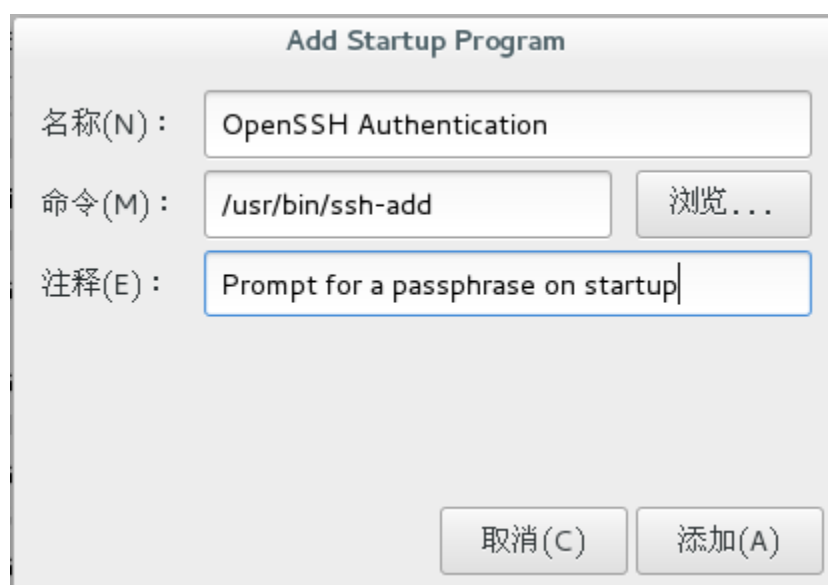 Add Startup Program
名称(N)： OpenSSH Authentication
命令(M)： /usr/bin/ssh-add 浏览...
注释(E)： Prompt for a passphrase on startup
取消(C) 添加(A)